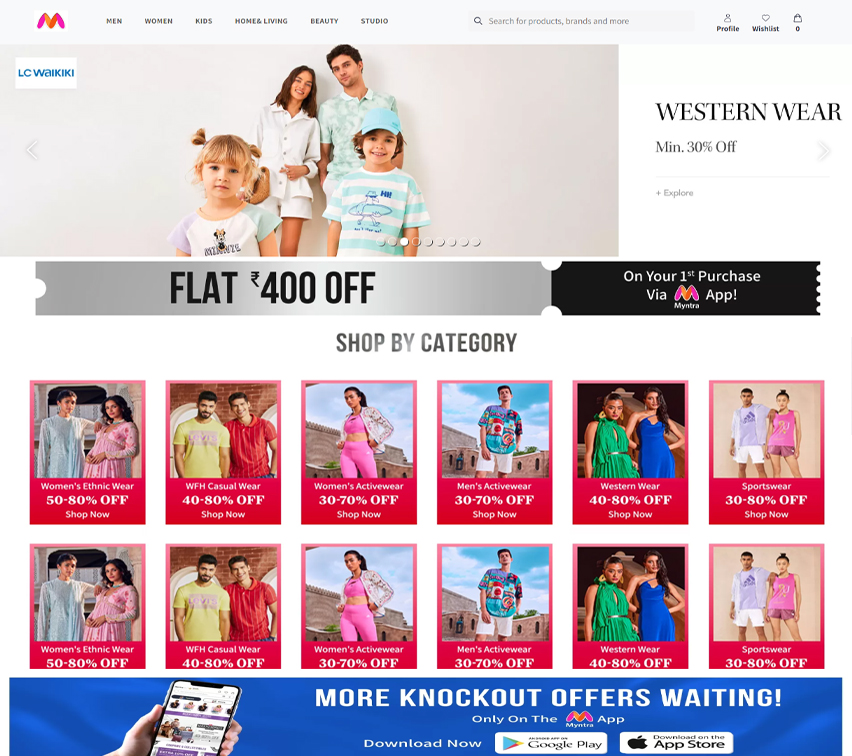 MEN WOMEN KIDS HOME& LIVING BEAUTY STUDIO Search for products, brands and more Profile Wishlist 0
LC WAIKIKI
WESTERN WEAR
Min. 30% Off
+ Explore
MINNIE
FLAT ₹400 OFF
On Your 1st Purchase
Via Myntra App!
SHOP BY CATEGORY
Women's Ethnic Wear WFH Casual Wear Women's Activewear Men's Activewear Western Wear Sportswear
50-80% OFF 40-80% OFF 30-70% OFF 30-70% OFF 40-80% OFF 30-80% OFF
Shop Now Shop Now Shop Now Shop Now Shop Now Shop Now
Women's Ethnic Wear WFH Casual Wear Women's Activewear Men's Activewear Western Wear Sportswear
50-80% OFF 40-80% OFF 30-70% OFF 30-70% OFF 40-80% OFF 30-80% OFF
MORE KNOCKOUT OFFERS WAITING!
Only On The Myntra App
Download Now ANDROID APP ON Google Play Download on the App Store